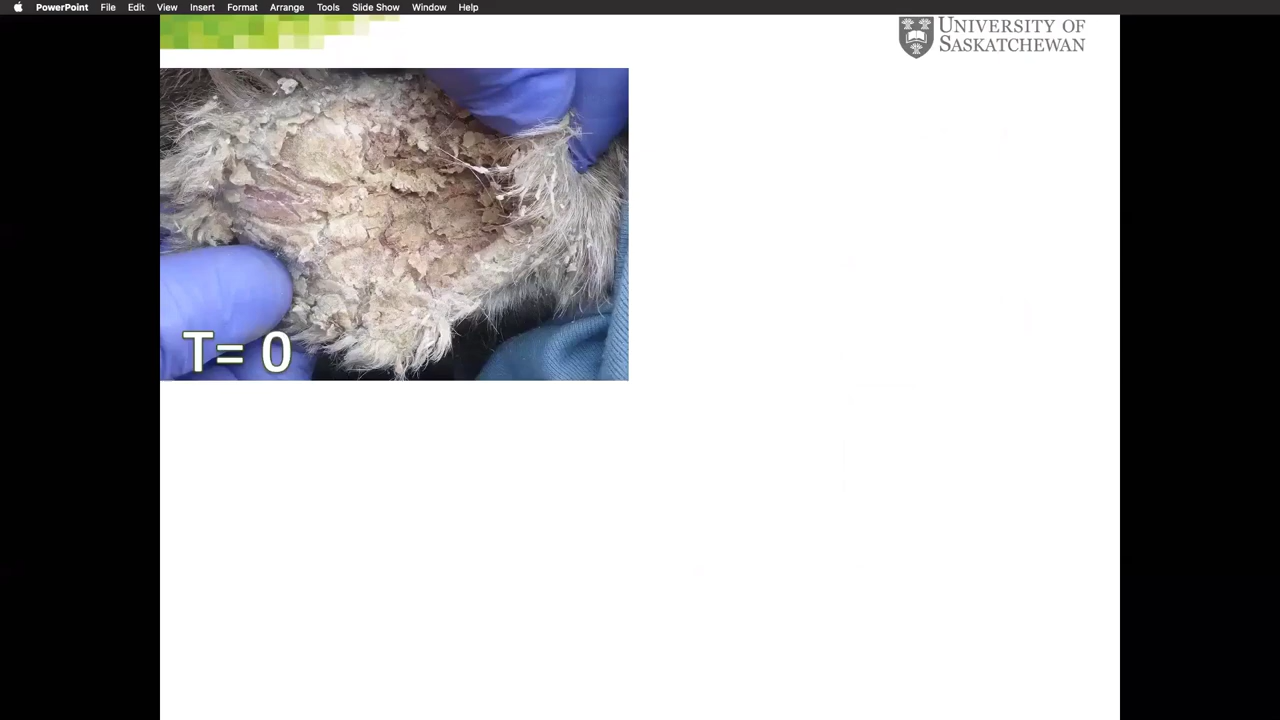 PowerPoint File Edit View Insert Format Arrange Tools Slide Show Window Help
UNIVERSITY OF
SASKATCHEWAN
T= 0